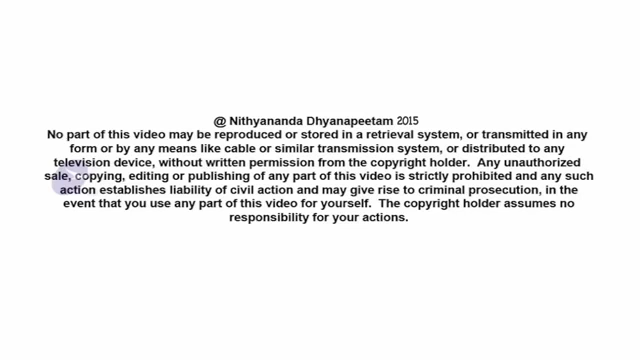 @ Nithyananda Dhyanapeetam 2015
No part of this video may be reproduced or stored in a retrieval system, or transmitted in any
form or by any means like cable or similar transmission system, or distributed to any
television device, without written permission from the copyright holder. Any unauthorized
sale, copying, editing or publishing of any part of this video is strictly prohibited and any such
action establishes liability of civil action and may give rise to criminal prosecution, in the
event that you use any part of this video for yourself. The copyright holder assumes no
responsibility for your actions.